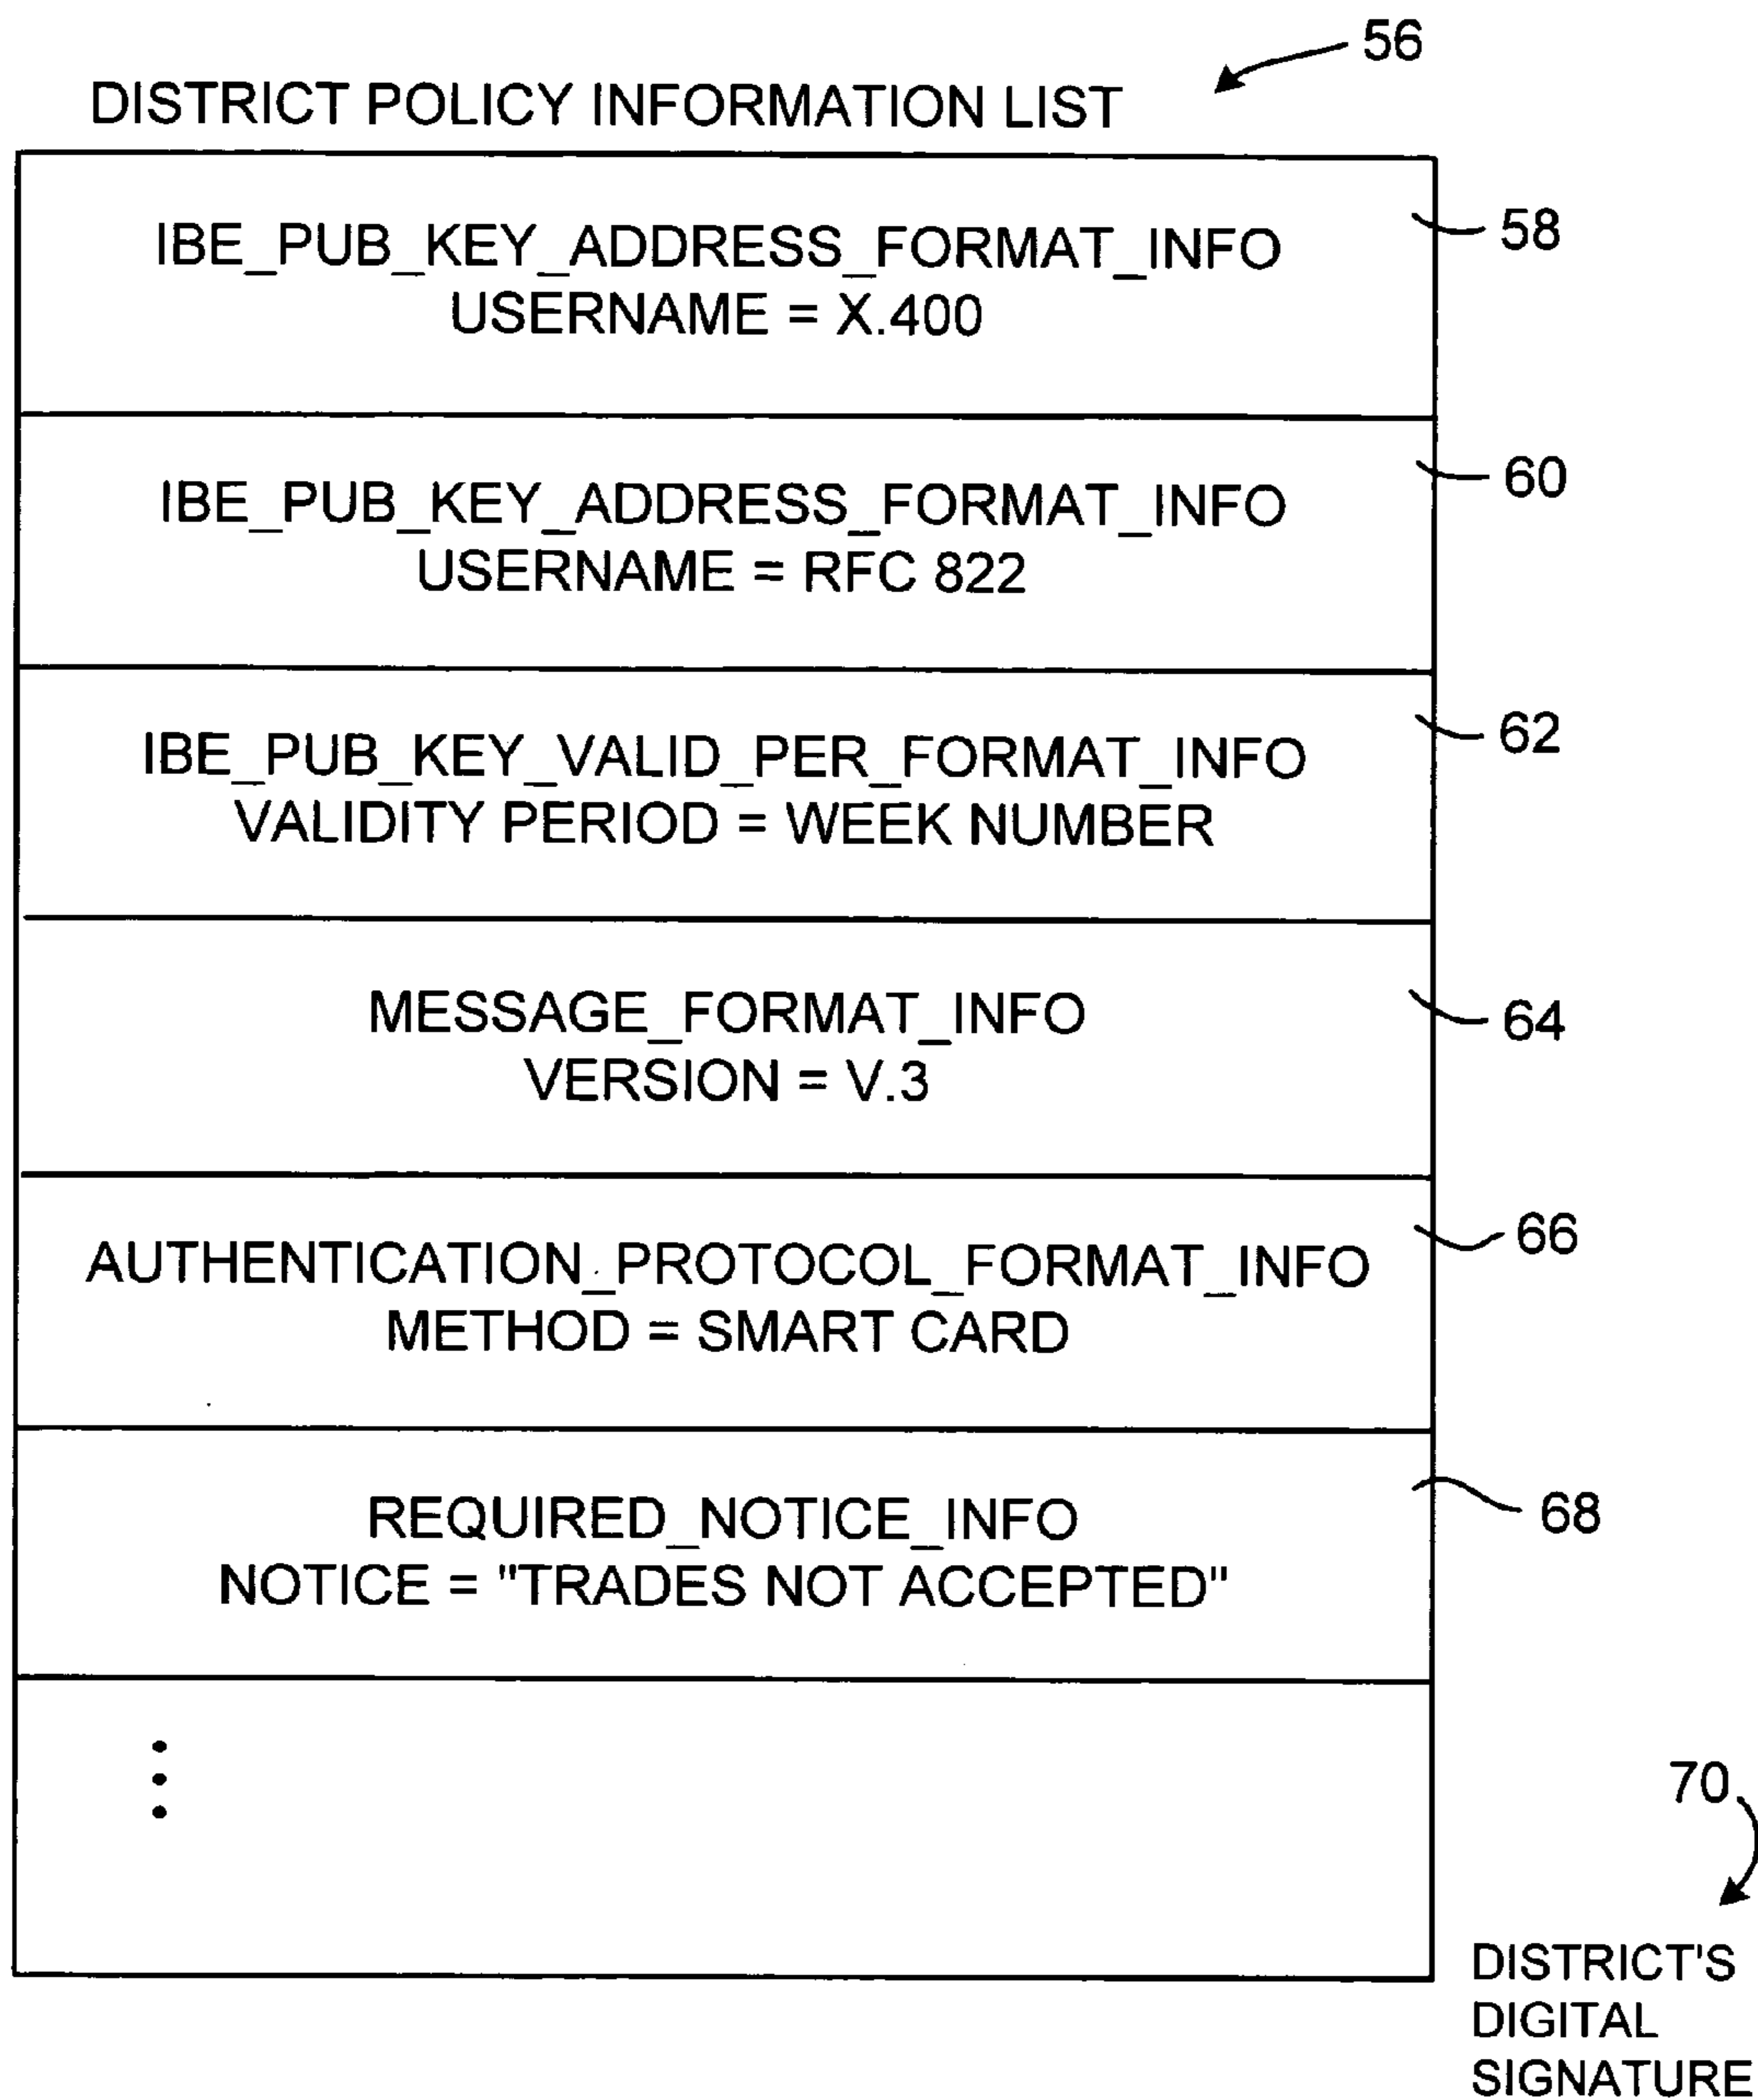 56
DISTRICT POLICY INFORMATION LIST
IBE_PUB_KEY_ADDRESS_FORMAT_INFO
USERNAME = X.400
58
IBE_PUB_KEY_ADDRESS_FORMAT_INFO
USERNAME = RFC 822
60
IBE_PUB_KEY_VALID_PER_FORMAT_INFO
VALIDITY PERIOD = WEEK NUMBER
62
MESSAGE_FORMAT_INFO
VERSION = V.3
64
AUTHENTICATION_PROTOCOL_FORMAT_INFO
METHOD = SMART CARD
66
REQUIRED_NOTICE_INFO
NOTICE = "TRADES NOT ACCEPTED"
68
70
DISTRICT'S
DIGITAL
SIGNATURE